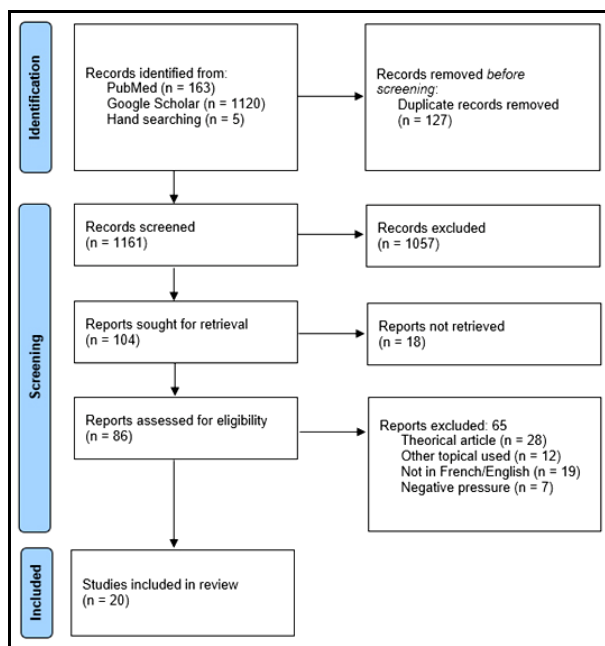 Identification
Records identified from:
PubMed (n = 163)
Google Scholar (n = 1120)
Hand searching (n = 5)
Records removed before
screening:
Duplicate records removed
(n = 127)
Screening
Records screened
(n = 1161)
Records excluded
(n = 1057)
Reports sought for retrieval
(n = 104)
Reports not retrieved
(n = 18)
Reports assessed for eligibility
(n = 86)
Reports excluded: 65
Theorical article (n = 28)
Other topical used (n = 12)
Not in French/English (n = 19)
Negative pressure (n = 7)
Included
Studies included in review
(n = 20)